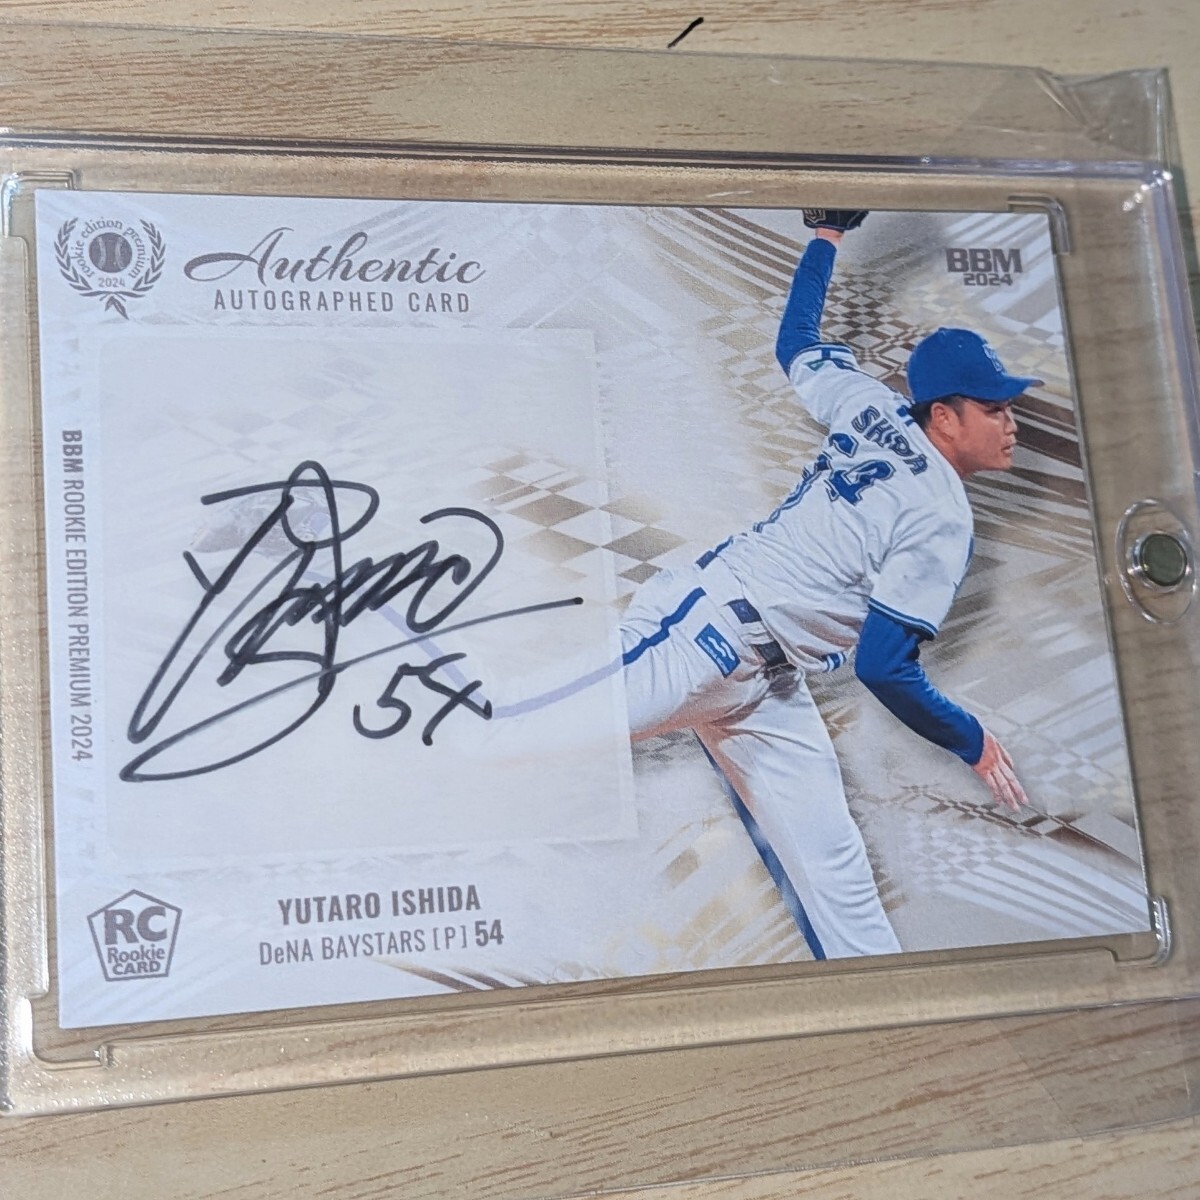 rookie edition premium
2024
Authentic
AUTOGRAPHED CARD
BBM
2024
BBM ROOKIE EDITION PREMIUM 2024
54
SHIDA
54
RC
Rookie
CARD
YUTARO ISHIDA
DeNA BAYSTARS [P] 54